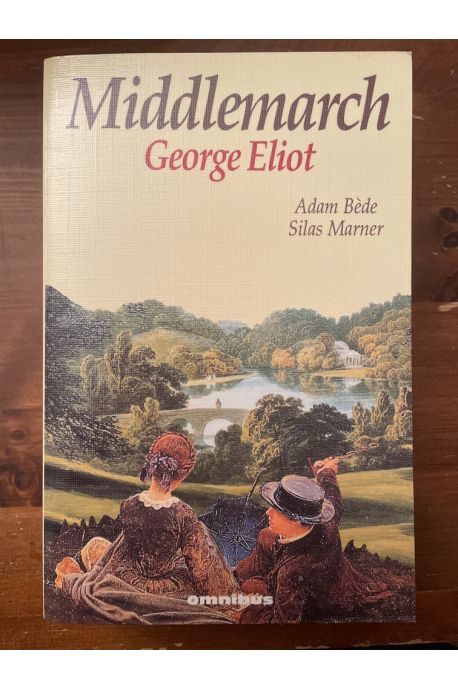 Middlemarch
George Eliot
Adam Bède
Silas Marner
omnibus